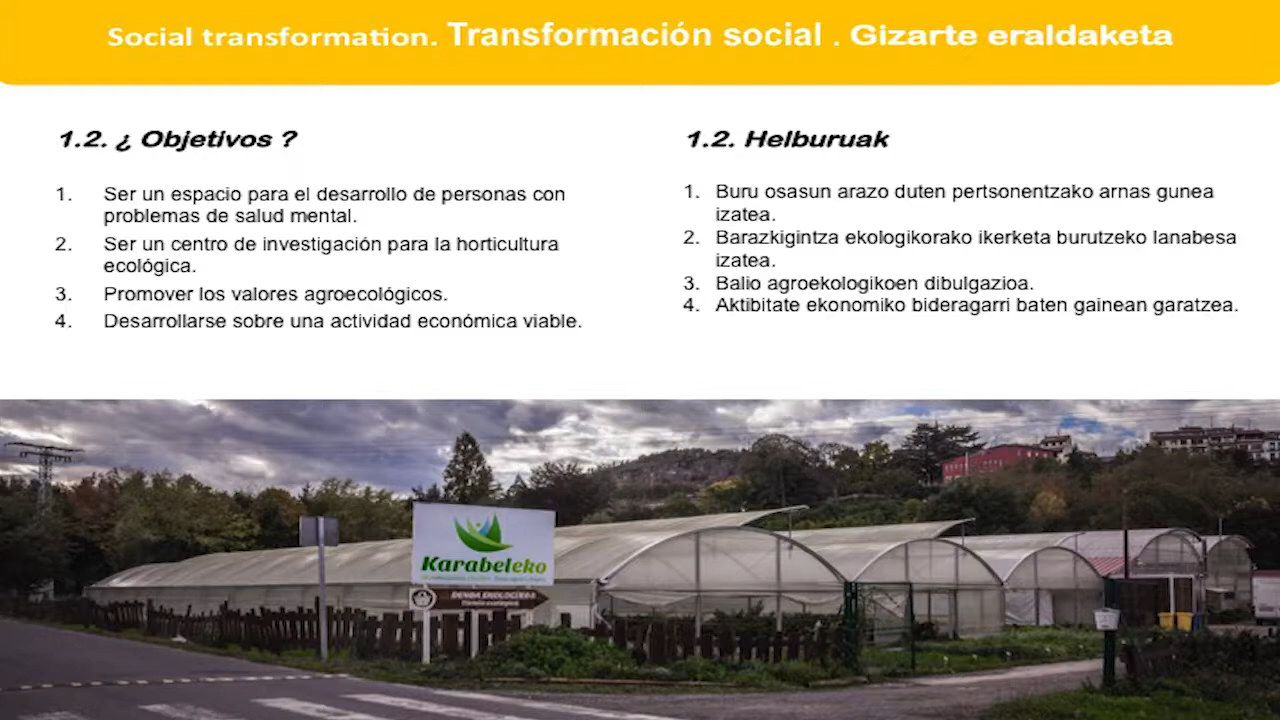 Social transformation. Transformación social . Gizarte eraldaketa
1.2. ¿ Objetivos ?
1. Ser un espacio para el desarrollo de personas con
problemas de salud mental.
2. Ser un centro de investigación para la horticultura
ecológica.
3. Promover los valores agroecológicos.
4. Desarrollarse sobre una actividad económica viable.
1.2. Helburuak
1. Buru osasun arazo duten pertsonentzako arnas gunea
izatea.
2. Barazkigintza ekologikorako ikerketa burutzeko lanabesa
izatea.
3. Balio agroekologikoen dibulgazioa.
4. Aktibitate ekonomiko bideragarri baten gainean garatzea.
Karabeleko
DENDA EKOLOGIKOA